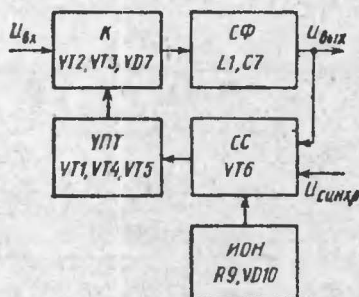 Uвх
К
VT2, VT3, VD7
СФ
L1, C7
Uвых
УПТ
VT1, VT4, VT5
СС
VT6
Uсинхр
ИОН
R9, VD10